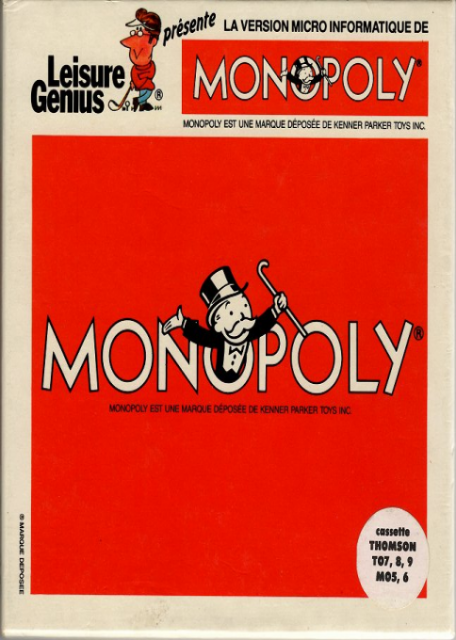 Leisure Genius ®
présente
LA VERSION MICRO INFORMATIQUE DE
MONOPOLY®
MONOPOLY EST UNE MARQUE DÉPOSÉE DE KENNER PARKER TOYS INC.
MONOPOLY®
MONOPOLY EST UNE MARQUE DÉPOSÉE DE KENNER PARKER TOYS INC.
® MARQUE DEPOSEE
cassette
THOMSON
TO7, 8, 9
MO5, 6